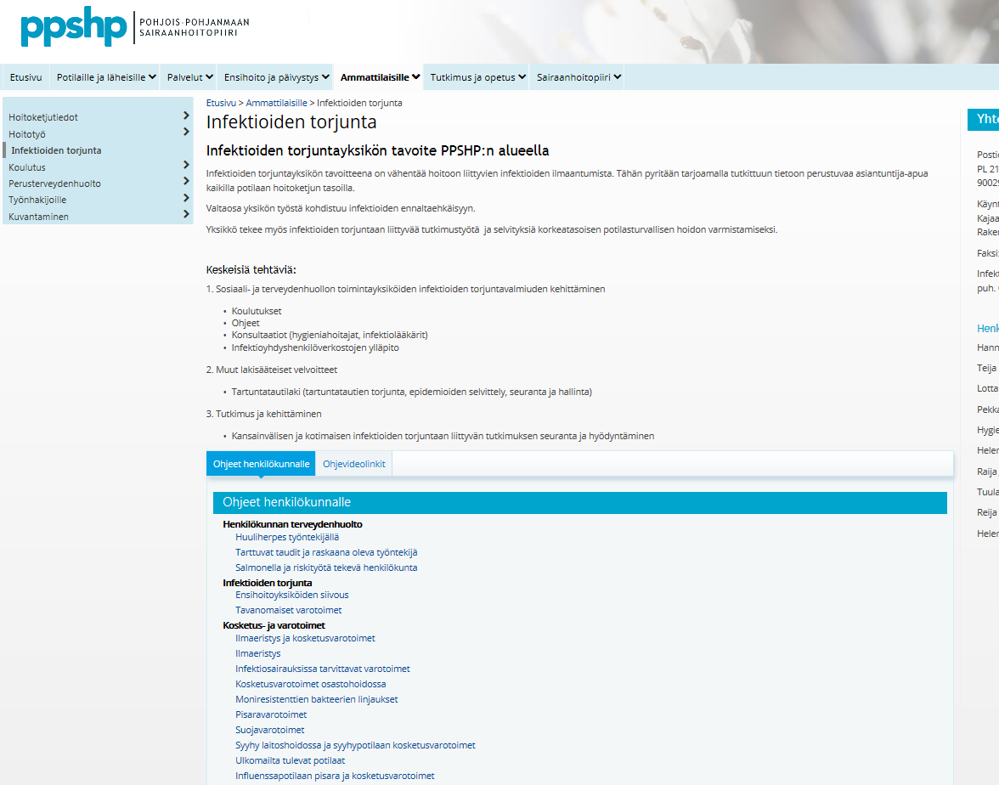 ppshp
POHJOIS-POHJANMAAN
SAIRAANHOITOPIIRI
Etusivu
Potilaille ja läheisille
Palvelut
Ensihoito ja päivystys
Ammattilaisille
Tutkimus ja opetus
Sairaanhoitopiiri
Hoitoketjutiedot
Hoitotyö
Infektioiden torjunta
Koulutus
Perusterveydenhuolto
Työnhakijoille
Kuvantaminen
Etusivu > Ammattilaisille > Infektioiden torjunta
Infektioiden torjunta
Infektioiden torjuntayksikön tavoite PPSHP:n alueella
Infektioiden torjuntayksikön tavoitteena on vähentää hoitoon liittyvien infektioiden ilmaantumista. Tähän pyritään tarjoamalla tutkittuun tietoon perustuvaa asiantuntija-apua
kaikilla potilaan hoitoketjun tasoilla.
Valtaosa yksikön työstä kohdistuu infektioiden ennaltaehkäisyyn.
Yksikkö tekee myös infektioiden torjuntaan liittyvää tutkimustyötä ja selvityksiä korkeatasoisen potilasturvallisen hoidon varmistamiseksi.
Keskeisiä tehtäviä:
1. Sosiaali- ja terveydenhuollon toimintayksiköiden infektioiden torjuntavalmiuden kehittäminen
• Koulutukset
• Ohjeet
• Konsultaatiot (hygieniahoitajat, infektiolääkärit)
• Infektioyhdyshenkilöverkostojen ylläpito
2. Muut lakisääteiset velvoitteet
• Tartuntatautilaki (tartuntatautien torjunta, epidemioiden selvittely, seuranta ja hallinta)
3. Tutkimus ja kehittäminen
• Kansainvälisen ja kotimaisen infektioiden torjuntaan liittyvän tutkimuksen seuranta ja hyödyntäminen
Ohjeet henkilökunnalle
Ohjevideolinkit
Ohjeet henkilökunnalle
Henkilökunnan terveydenhuolto
Huuliherpes työntekijällä
Tarttuvat taudit ja raskaana oleva työntekijä
Salmonella ja riskityötä tekevä henkilökunta
Infektioiden torjunta
Ensihoitoyksiköiden siivous
Tavanomaiset varotoimet
Kosketus- ja varotoimet
Ilmaeristys ja kosketusvarotoimet
Ilmaeristys
Infektiosairauksissa tarvittavat varotoimet
Kosketusvarotoimet osastohoidossa
Moniresistenttien bakteerien linjaukset
Pisaravarotoimet
Suojavarotoimet
Syyhy laitoshoidossa ja syyhypotilaan kosketusvarotoimet
Ulkomailta tulevat potilaat
Influenssapotilaan pisara ja kosketusvarotoimet
Yhte
Postio
PL 21
90029
Käynt
Kajaa
Raken
Faksi:
Infekt
puh.
Henk
Hann
Teija
Lotta
Pekka
Hygie
Helen
Raija
Tuula
Reija
Helen